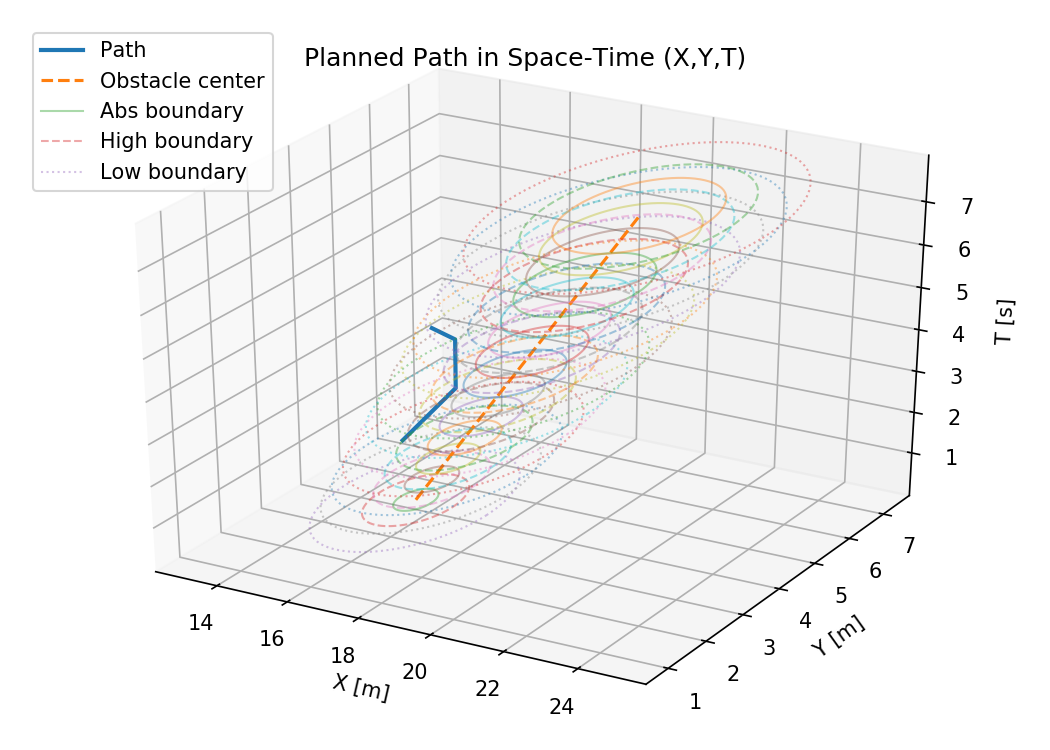 Planned Path in Space-Time (X,Y,T)
Path
Obstacle center
Abs boundary
High boundary
Low boundary
7
6
5
4
3
2
1
T [s]
7
6
5
4
3
2
1
Y [m]
14
16
18
20
22
24
X [m]